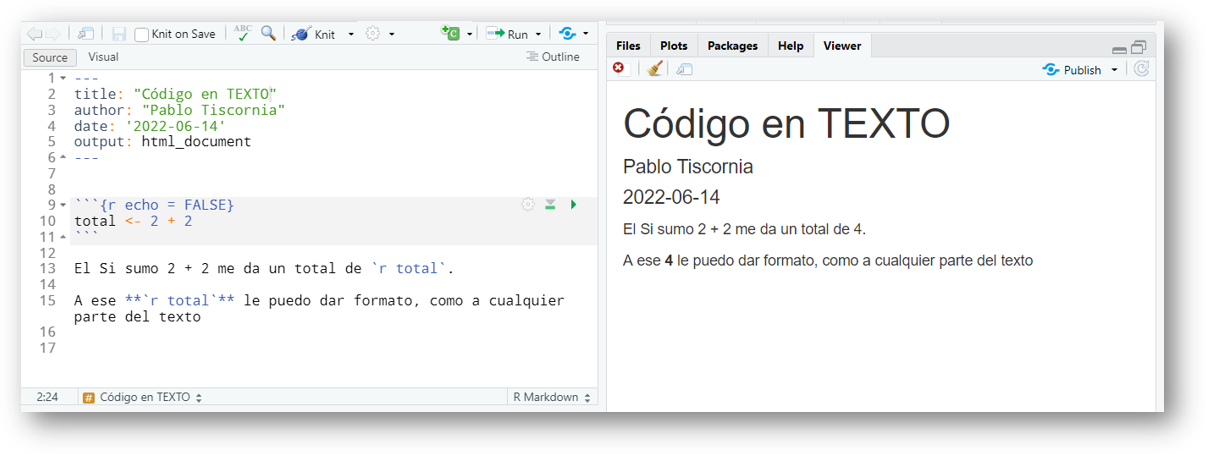 ABC
Knit on Save
Knit
Run
Source Visual
Outline
1 ---
2 title: "Código en TEXTO"
3 author: "Pablo Tiscornia"
4 date: '2022-06-14'
5 output: html_document
6 ---
7
8
9 ```{r echo = FALSE}
10 total <- 2 + 2
11 ```
12
13 El Si sumo 2 + 2 me da un total de `r total`.
14
15 A ese **`r total`** le puedo dar formato, como a cualquier
parte del texto
16
17
2:24 # Código en TEXTO R Markdown
Files Plots Packages Help Viewer
Publish
Código en TEXTO
Pablo Tiscornia
2022-06-14
El Si sumo 2 + 2 me da un total de 4.
A ese 4 le puedo dar formato, como a cualquier parte del texto